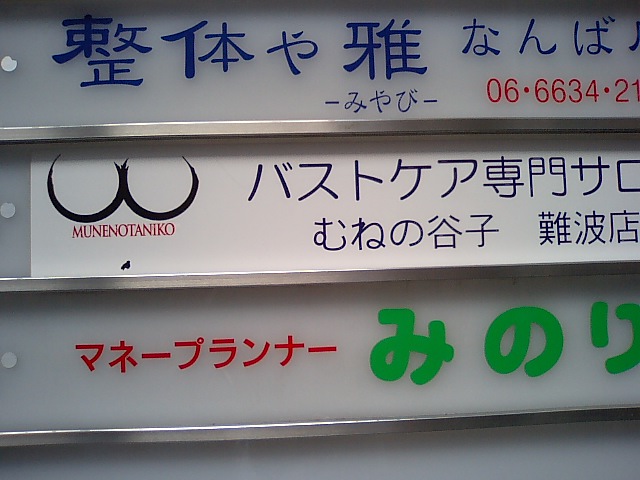 整体や 雅 なんば
-みやび-
06・6634・21
バストケア専門サロ
MUNENOTANIKO
むねの谷子 難波店
マネープランナー みのり